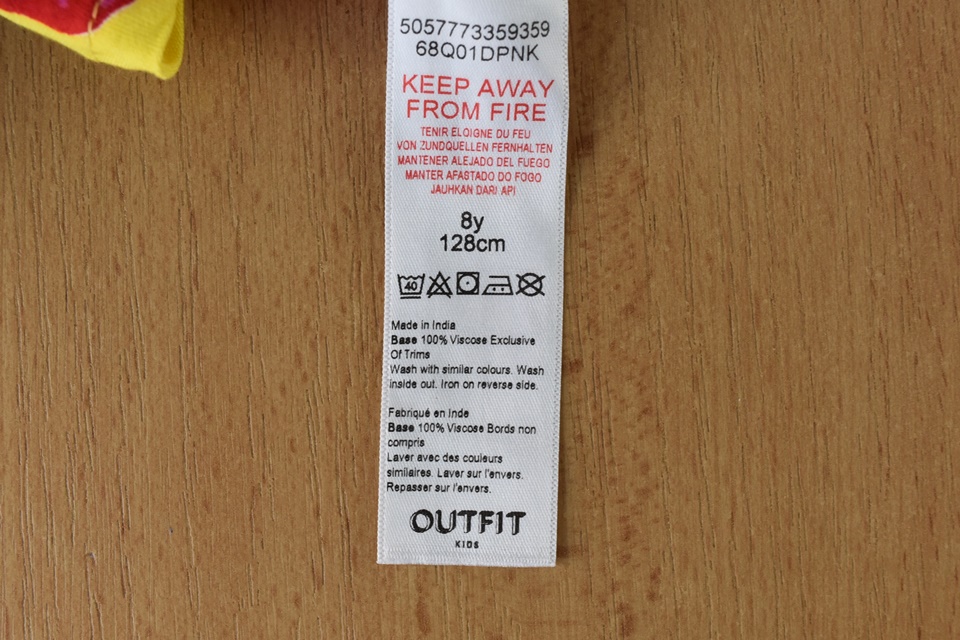 5057773359359
68Q01DPNK
KEEP AWAY
FROM FIRE
TENIR ELOIGNE DU FEU
VON ZUNDQUELLEN FERNHALTEN
MANTENER ALEJADO DEL FUEGO
MANTER AFASTADO DO FOGO
JAUHKAN DARI API
8y
128cm
40
Made in India
Base 100% Viscose Exclusive
Of Trims
Wash with similar colours. Wash
inside out. Iron on reverse side.
Fabriqué en Inde
Base 100% Viscose Bords non
compris
Laver avec des couleurs
similaires. Laver sur l'envers.
Repasser sur l'envers.
OUTFIT
KIDS